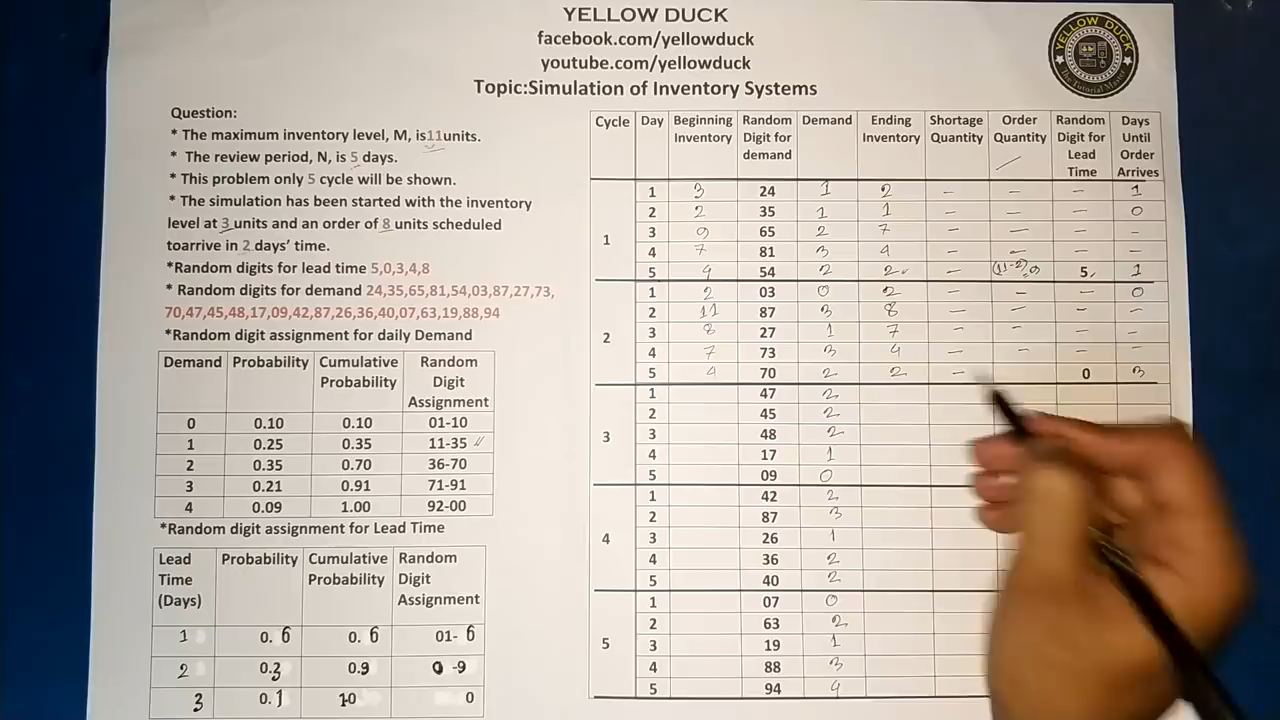 YELLOW DUCK
facebook.com/yellowduck
youtube.com/yellowduck
Topic:Simulation of Inventory Systems
YELLOW DUCK
The Tutorial Master
Question:
* The maximum inventory level, M, is 11 units.
* The review period, N, is 5 days.
* This problem only 5 cycle will be shown.
* The simulation has been started with the inventory
level at 3 units and an order of 8 units scheduled
toarrive in 2 days' time.
*Random digits for lead time 5,0,3,4,8
* Random digits for demand 24,35,65,81,54,03,87,27,73,
70,47,45,48,17,09,42,87,26,36,40,07,63,19,88,94
*Random digit assignment for daily Demand
Demand Probability Cumulative Probability Random Digit Assignment
0 0.10 0.10 01-10
1 0.25 0.35 11-35
2 0.35 0.70 36-70
3 0.21 0.91 71-91
4 0.09 1.00 92-00
*Random digit assignment for Lead Time
Lead Time (Days) Probability Cumulative Probability Random Digit Assignment
1 0.6 0.6 01-6
2 0.3 0.9 -9
3 0.1 1.0 0
Cycle Day Beginning Inventory Random Digit for demand Demand Ending Inventory Shortage Quantity Order Quantity Random Digit for Lead Time Days Until Order Arrives
1
1 3 24 1 2 – – – 1
2 2 35 1 1 – – – 0
3 9 65 2 7 – – – –
4 7 81 3 4 – – – –
5 4 54 2 2 – (11-2)=9 5 1
2
1 2 03 0 2 – – – 0
2 11 87 3 8 – – – –
3 8 27 1 7 – – – –
4 7 73 3 4 – – – –
5 4 70 2 2 – 0 3
3
1 47 2
2 45 2
3 48 2
4 17 1
5 09 0
4
1 42 2
2 87 3
3 26 1
4 36 2
5 40 2
5
1 07 0
2 63 2
3 19 1
4 88 3
5 94 4